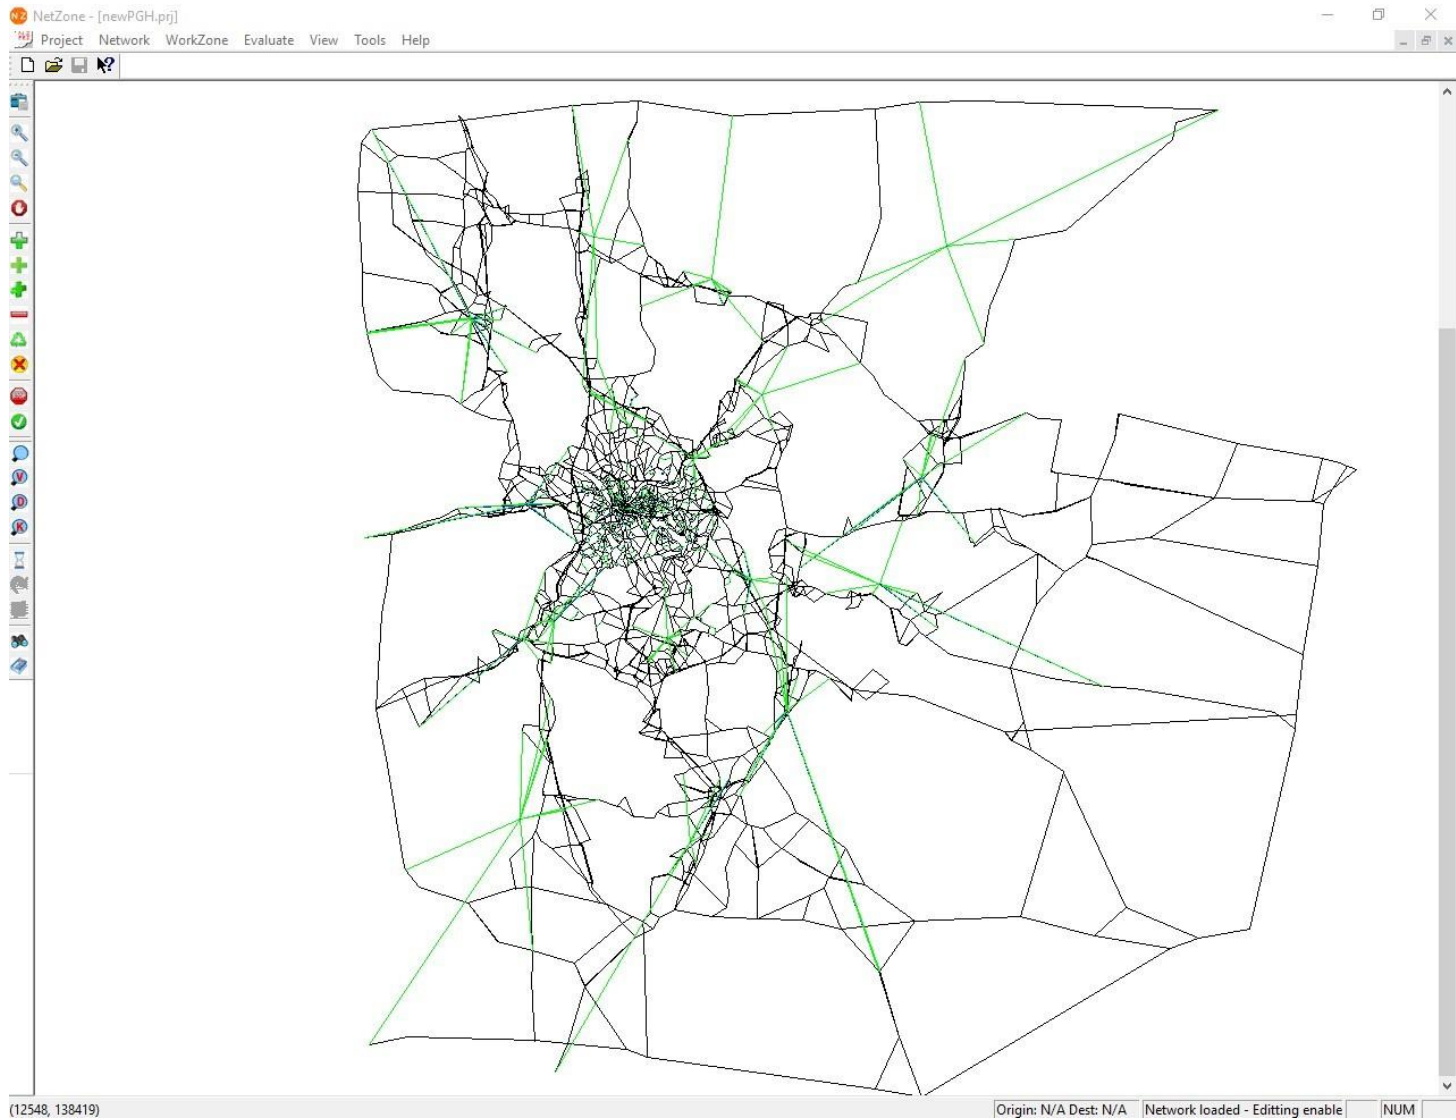 NZ NetZone - [newPGH.prj]
Project Network WorkZone Evaluate View Tools Help
V
D
K
(12548, 138419) Origin: N/A Dest: N/A Network loaded - Editting enable NUM